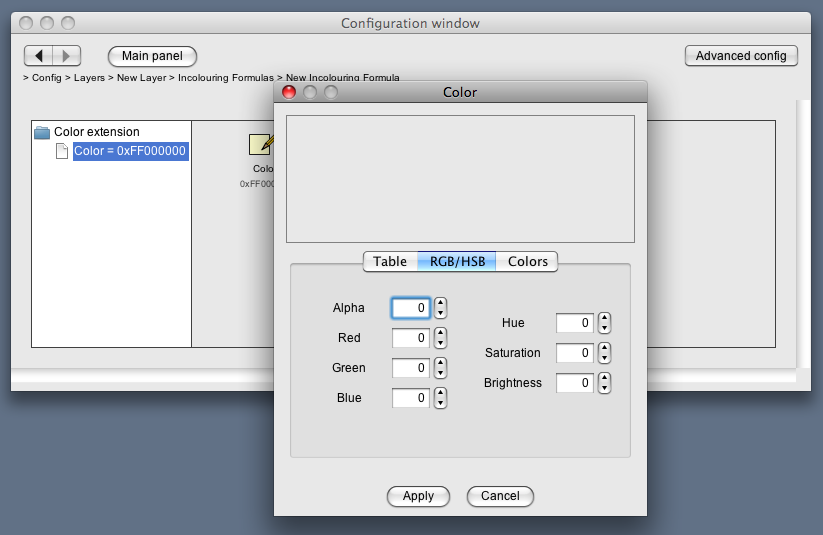 Configuration window
Main panel
Advanced config
> Config > Layers > New Layer > Incolouring Formulas > New Incolouring Formula
Color
Color extension
Color = 0xFF000000
Table
RGB/HSB
Colors
Alpha 0
Red 0
Green 0
Blue 0
Hue 0
Saturation 0
Brightness 0
Apply
Cancel